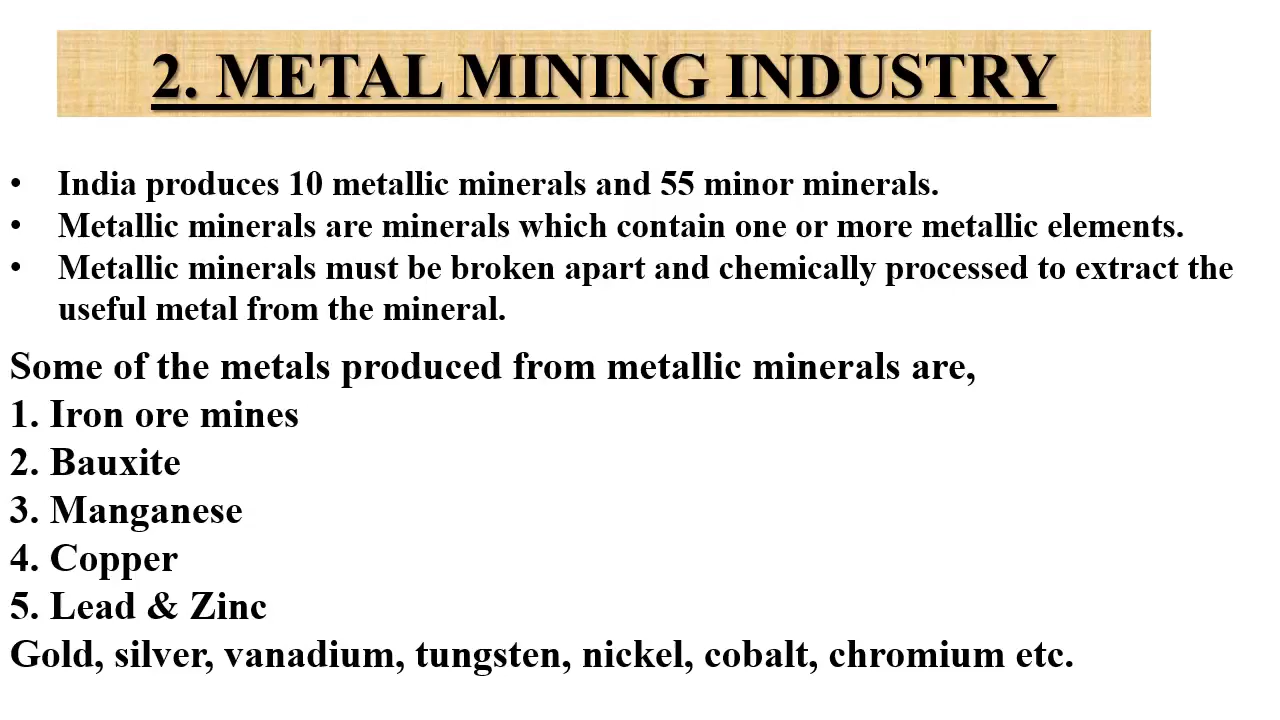 2. METAL MINING INDUSTRY
• India produces 10 metallic minerals and 55 minor minerals.
• Metallic minerals are minerals which contain one or more metallic elements.
• Metallic minerals must be broken apart and chemically processed to extract the
useful metal from the mineral.
Some of the metals produced from metallic minerals are,
1. Iron ore mines
2. Bauxite
3. Manganese
4. Copper
5. Lead & Zinc
Gold, silver, vanadium, tungsten, nickel, cobalt, chromium etc.